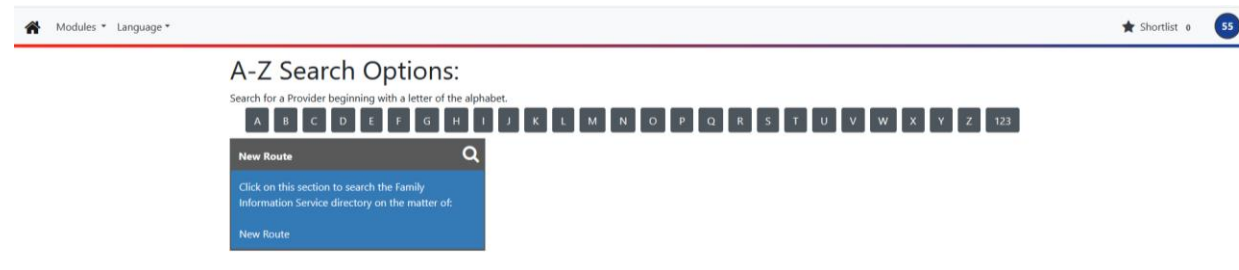 Modules Language Shortlist 0 55
A-Z Search Options:
Search for a Provider beginning with a letter of the alphabet.
A B C D E F G H I J K L M N O P Q R S T U V W X Y Z 123
New Route
Click on this section to search the Family
Information Service directory on the matter of:
New Route